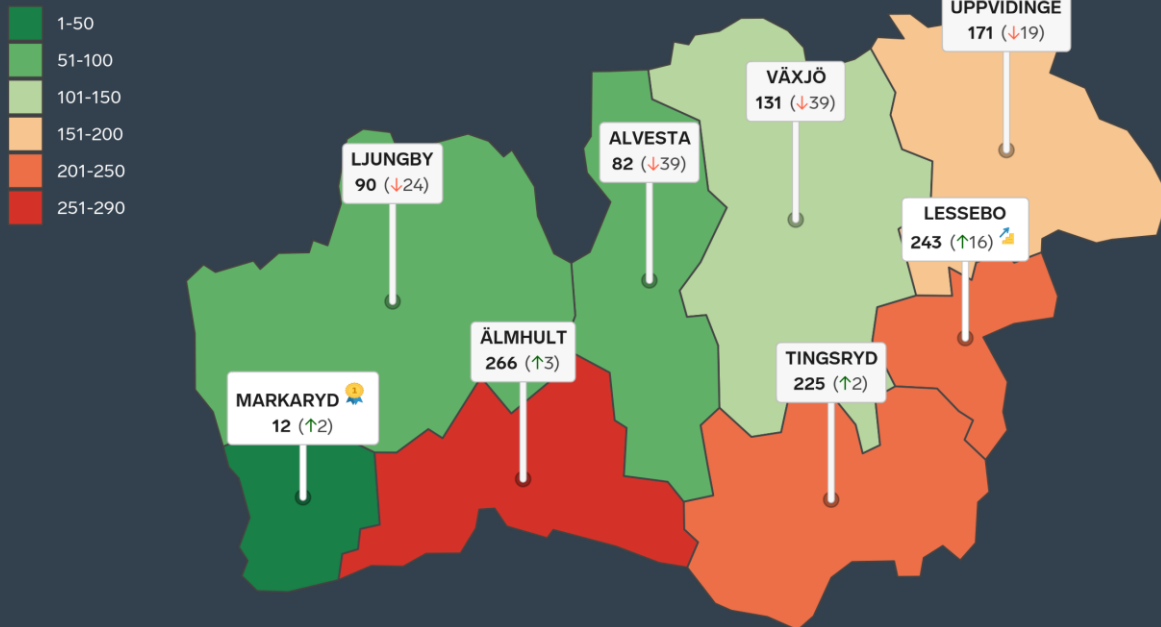 1-50
51-100
101-150
151-200
201-250
251-290
UPPVIDINGE
171 (↓19)
VÄXJÖ
131 (↓39)
ALVESTA
82 (↓39)
LJUNGBY
90 (↓24)
LESSEBO
243 (↑16)
ÄLMHULT
266 (↑3)
TINGSRYD
225 (↑2)
MARKARYD
12 (↑2)